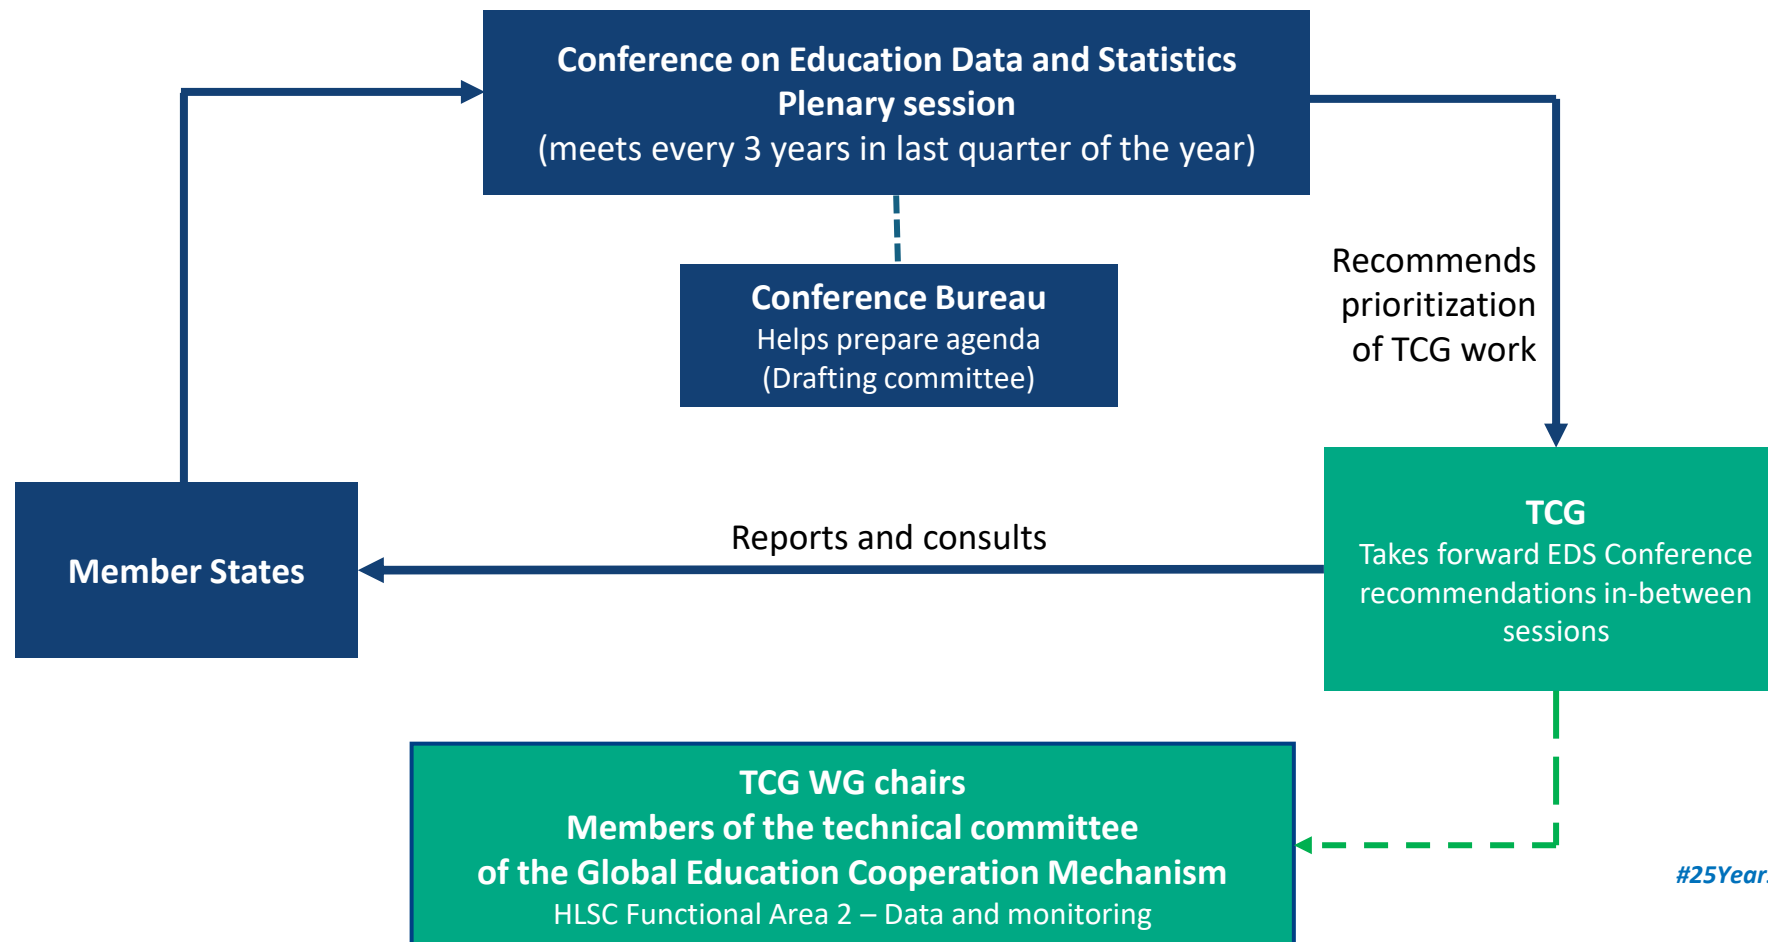 Conference on Education Data and Statistics
Plenary session
(meets every 3 years in last quarter of the year)
Conference Bureau
Helps prepare agenda
(Drafting committee)
Recommends
prioritization
of TCG work
Member States
Reports and consults
TCG
Takes forward EDS Conference
recommendations in-between
sessions
TCG WG chairs
Members of the technical committee
of the Global Education Cooperation Mechanism
HLSC Functional Area 2 – Data and monitoring
#25Year